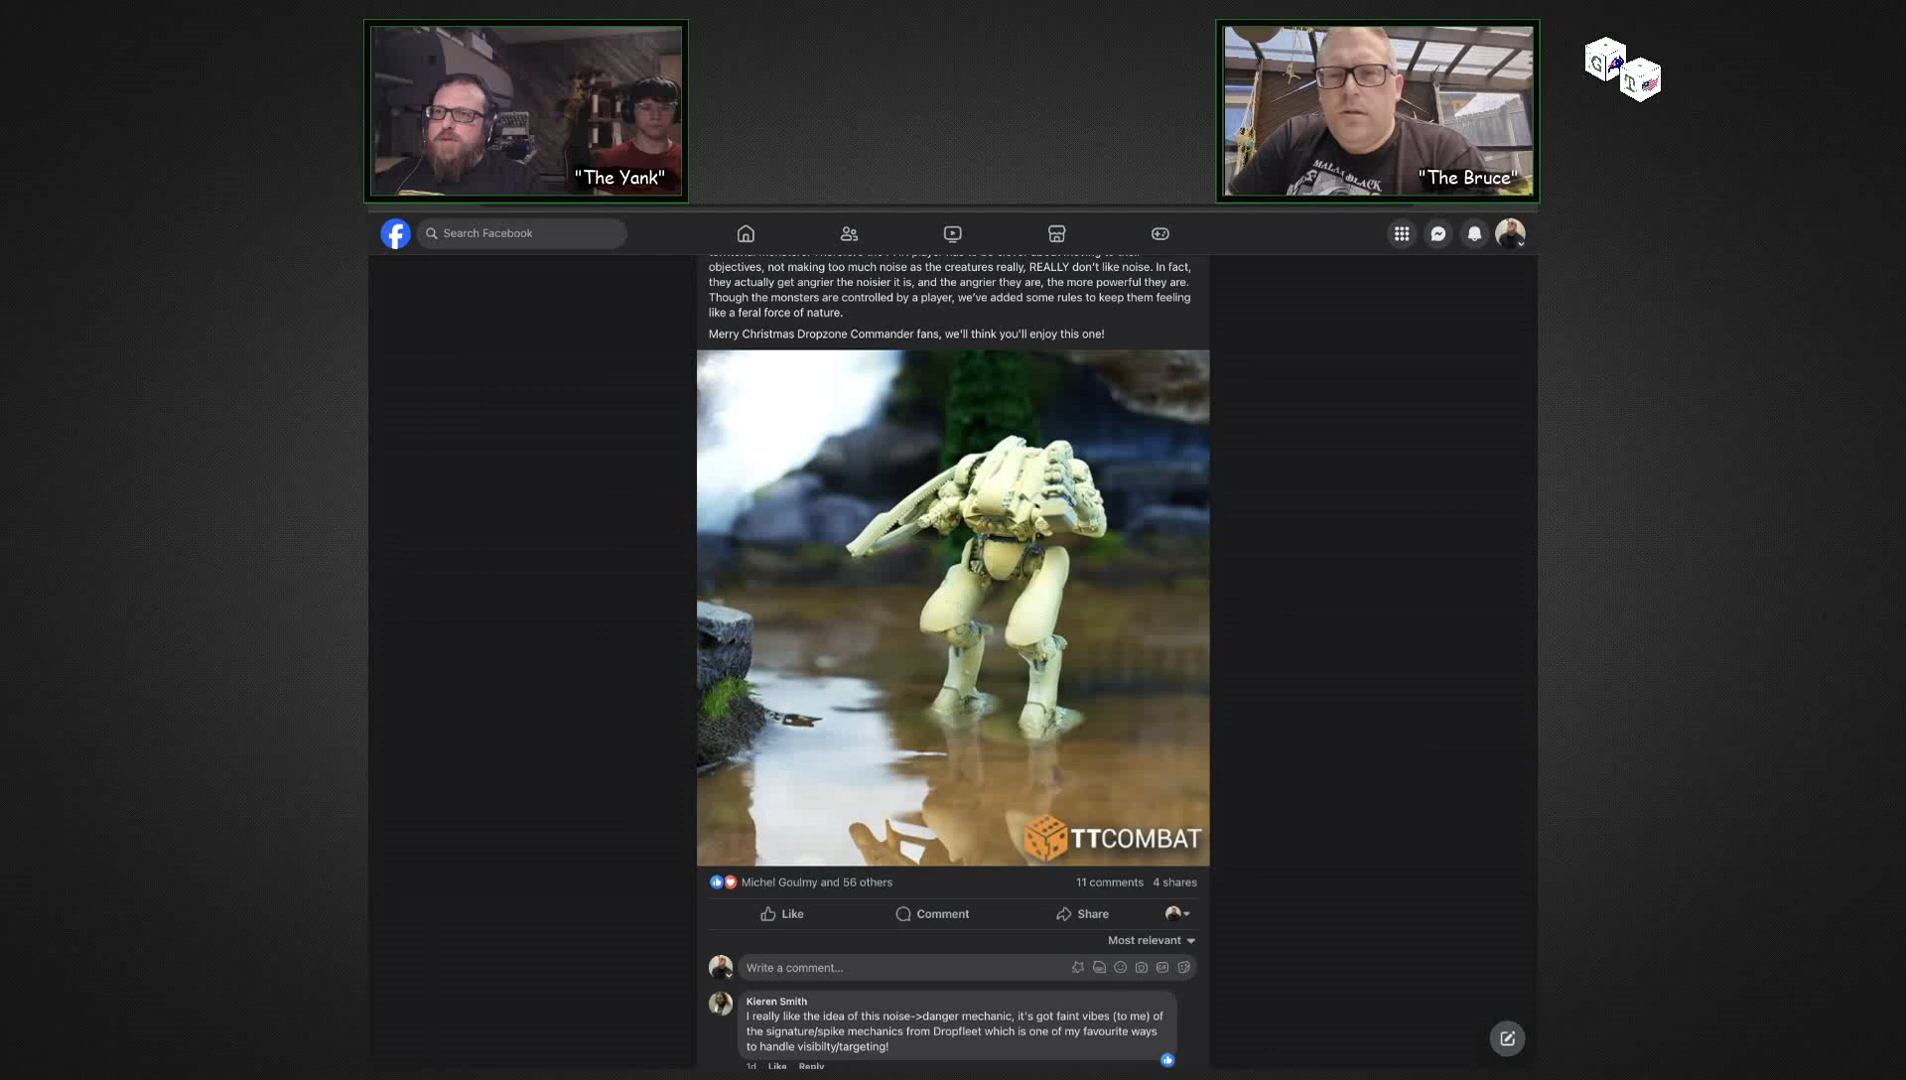 "The Yank"
MALAN BLACK
"The Bruce"
G
T
Search Facebook
objectives, not making too much noise as the creatures really, REALLY don't like noise. In fact,
they actually get angrier the noisier it is, and the angrier they are, the more powerful they are.
Though the monsters are controlled by a player, we've added some rules to keep them feeling
like a feral force of nature.
Merry Christmas Dropzone Commander fans, we'll think you'll enjoy this one!
TTCOMBAT
Michel Goulmy and 56 others
11 comments 4 shares
Like
Comment
Share
Most relevant
Write a comment...
Kieren Smith
I really like the idea of this noise->danger mechanic, it's got faint vibes (to me) of
the signature/spike mechanics from Dropfleet which is one of my favourite ways
to handle visibilty/targeting!
1d Like Reply